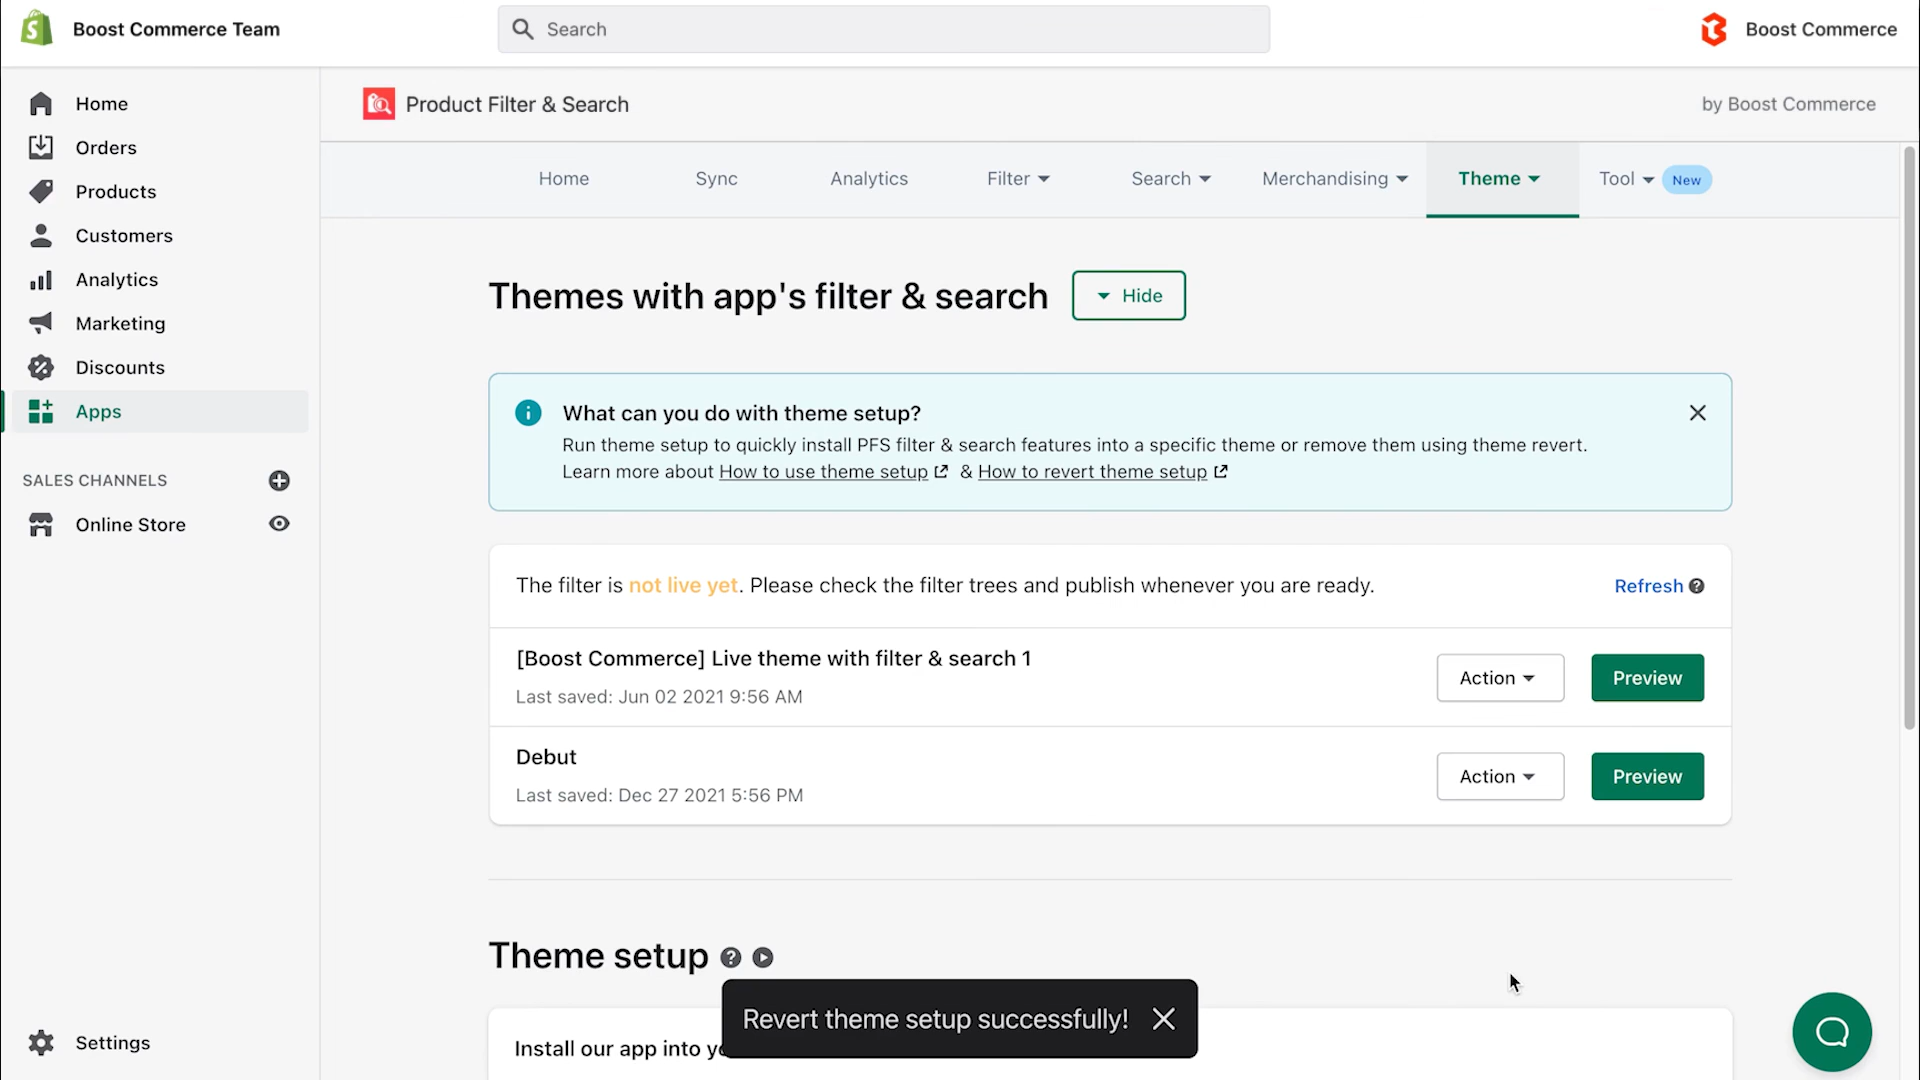 Boost Commerce Team
Search
Boost Commerce
Home
Orders
Products
Customers
Analytics
Marketing
Discounts
Apps
SALES CHANNELS
Online Store
Settings
Product Filter & Search
by Boost Commerce
Home
Sync
Analytics
Filter
Search
Merchandising
Theme
Tool
New
Themes with app's filter & search
Hide
What can you do with theme setup?
Run theme setup to quickly install PFS filter & search features into a specific theme or remove them using theme revert.
Learn more about How to use theme setup & How to revert theme setup
The filter is not live yet. Please check the filter trees and publish whenever you are ready.
Refresh
[Boost Commerce] Live theme with filter & search 1
Last saved: Jun 02 2021 9:56 AM
Action
Preview
Debut
Last saved: Dec 27 2021 5:56 PM
Action
Preview
Theme setup
Revert theme setup successfully!
Install our app into